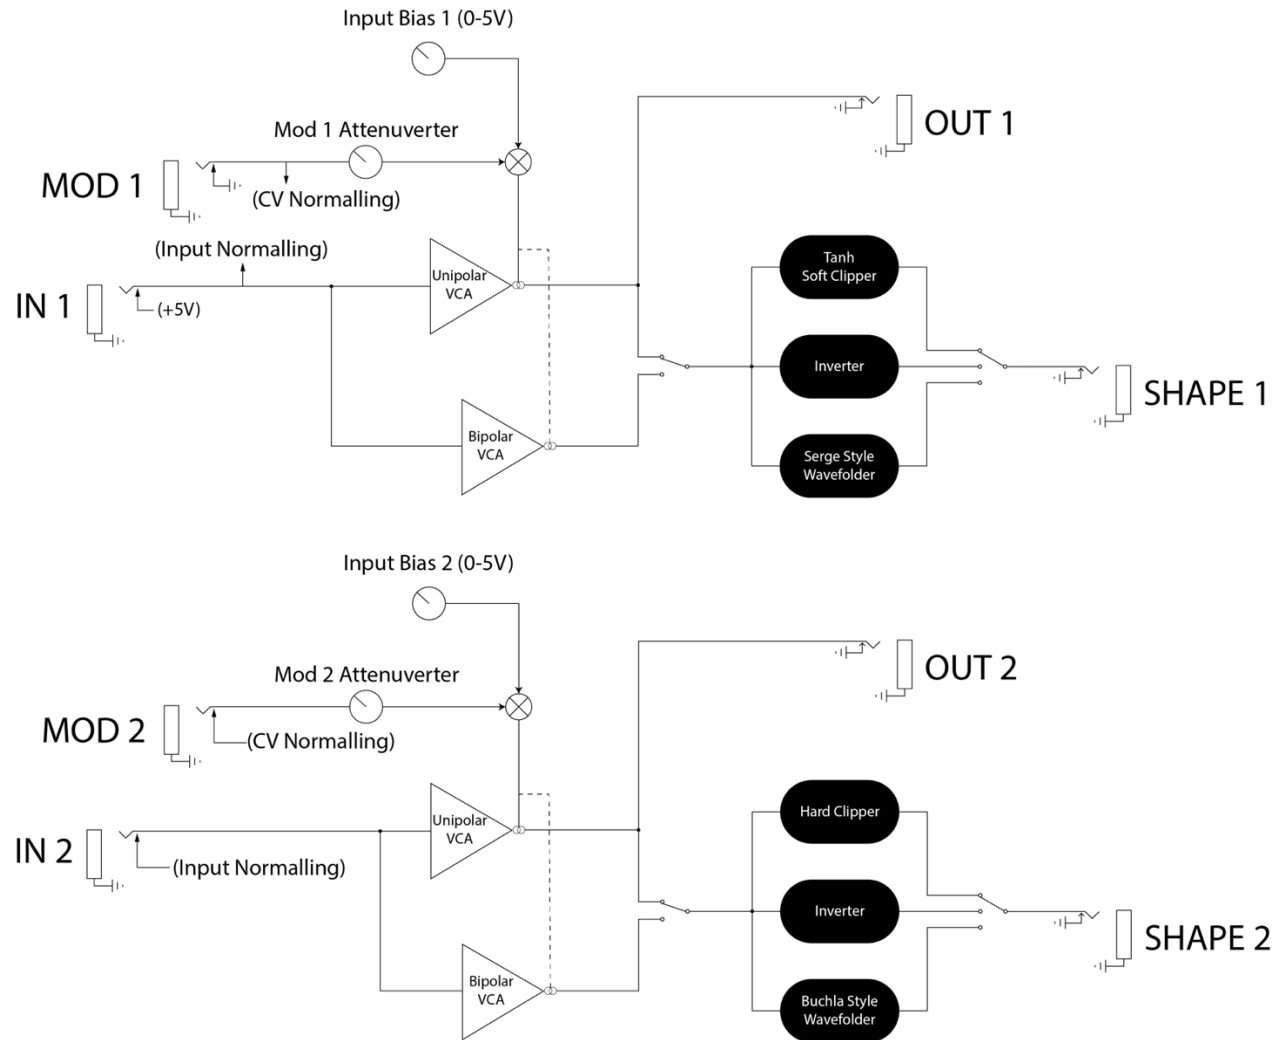 Input Bias 1 (0-5V)
OUT 1
Mod 1 Attenuverter
MOD 1
(CV Normalling)
(Input Normalling)
IN 1
(+5V)
Unipolar
VCA
Tanh
Soft Clipper
Inverter
SHAPE 1
Bipolar
VCA
Serge Style
Wavefolder
Input Bias 2 (0-5V)
OUT 2
Mod 2 Attenuverter
MOD 2
(CV Normalling)
Unipolar
VCA
Hard Clipper
IN 2
(Input Normalling)
Inverter
SHAPE 2
Bipolar
VCA
Buchla Style
Wavefolder